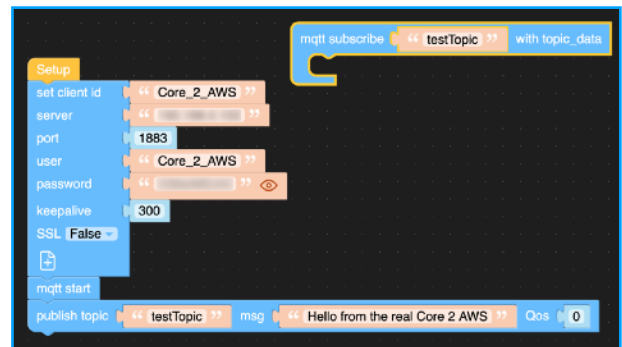 mqtt subscribe “ testTopic ” with topic_data
Setup
set client id “ Core_2_AWS ”
server “ ”
port 1883
user “ Core_2_AWS ”
password “ ”
keepalive 300
SSL False
mqtt start
publish topic “ testTopic ” msg “ Hello from the real Core 2 AWS ” Qos 0